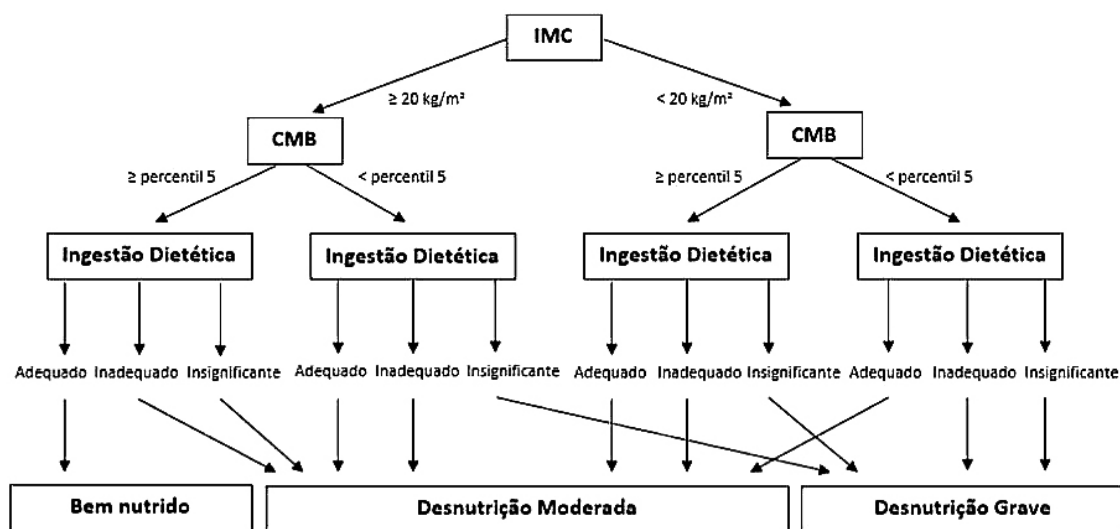 IMC
≥ 20 kg/m² < 20 kg/m²
CMB CMB
≥ percentil 5 < percentil 5 ≥ percentil 5 < percentil 5
Ingestão Dietética Ingestão Dietética Ingestão Dietética Ingestão Dietética
Adequado Inadequado Insignificante Adequado Inadequado Insignificante Adequado Inadequado Insignificante Adequado Inadequado Insignificante
Bem nutrido Desnutrição Moderada Desnutrição Grave